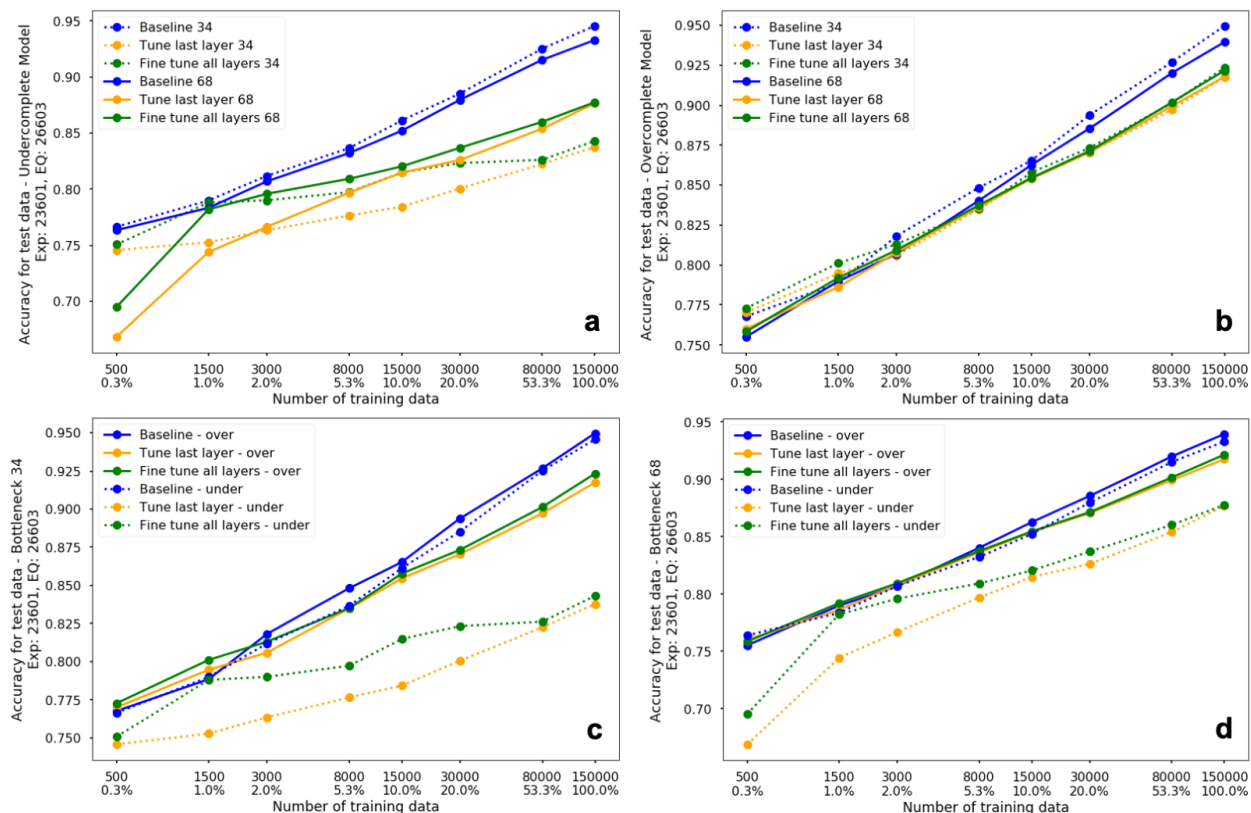 Accuracy for test data - Undercomplete Model
Exp: 23601, EQ: 26603
0.95
0.90
0.85
0.80
0.75
0.70
Baseline 34
Tune last layer 34
Fine tune all layers 34
Baseline 68
Tune last layer 68
Fine tune all layers 68
a
500 1500 3000 8000 15000 30000 80000 150000
0.3% 1.0% 2.0% 5.3% 10.0% 20.0% 53.3% 100.0%
Number of training data
Accuracy for test data - Overcomplete Model
Exp: 23601, EQ: 26603
0.950
0.925
0.900
0.875
0.850
0.825
0.800
0.775
0.750
Baseline 34
Tune last layer 34
Fine tune all layers 34
Baseline 68
Tune last layer 68
Fine tune all layers 68
b
500 1500 3000 8000 15000 30000 80000 150000
0.3% 1.0% 2.0% 5.3% 10.0% 20.0% 53.3% 100.0%
Number of training data
Accuracy for test data - Bottleneck 34
Exp: 23601, EQ: 26603
0.950
0.925
0.900
0.875
0.850
0.825
0.800
0.775
0.750
Baseline - over
Tune last layer - over
Fine tune all layers - over
Baseline - under
Tune last layer - under
Fine tune all layers - under
c
500 1500 3000 8000 15000 30000 80000 150000
0.3% 1.0% 2.0% 5.3% 10.0% 20.0% 53.3% 100.0%
Number of training data
Accuracy for test data - Bottleneck 68
Exp: 23601, EQ: 26603
0.95
0.90
0.85
0.80
0.75
0.70
Baseline - over
Tune last layer - over
Fine tune all layers - over
Baseline - under
Tune last layer - under
Fine tune all layers - under
d
500 1500 3000 8000 15000 30000 80000 150000
0.3% 1.0% 2.0% 5.3% 10.0% 20.0% 53.3% 100.0%
Number of training data